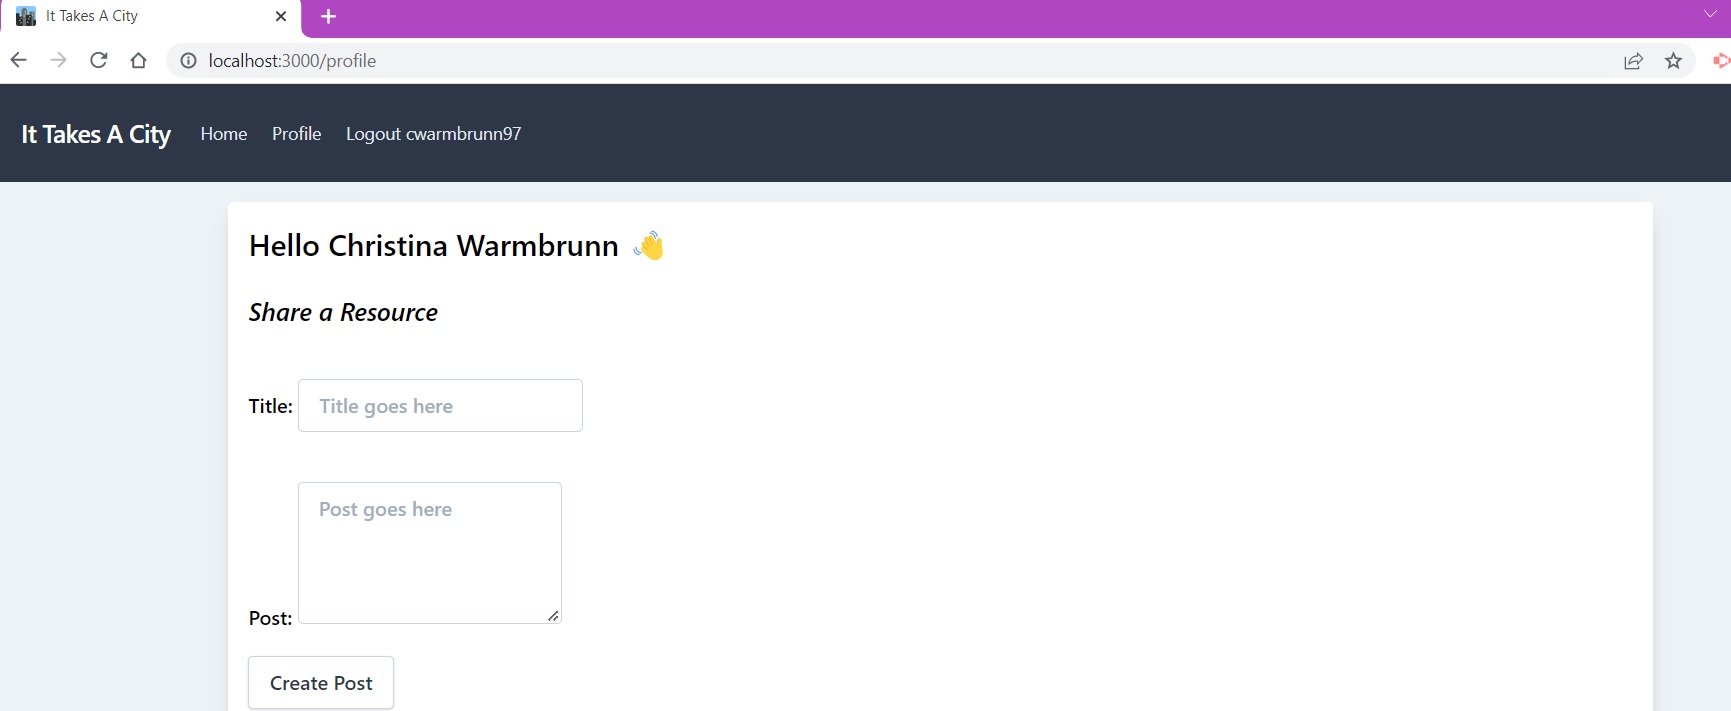 It Takes A City
localhost:3000/profile
It Takes A City Home Profile Logout cwarmbrunn97
Hello Christina Warmbrunn 👋
Share a Resource
Title: Title goes here
Post goes here
Post:
Create Post